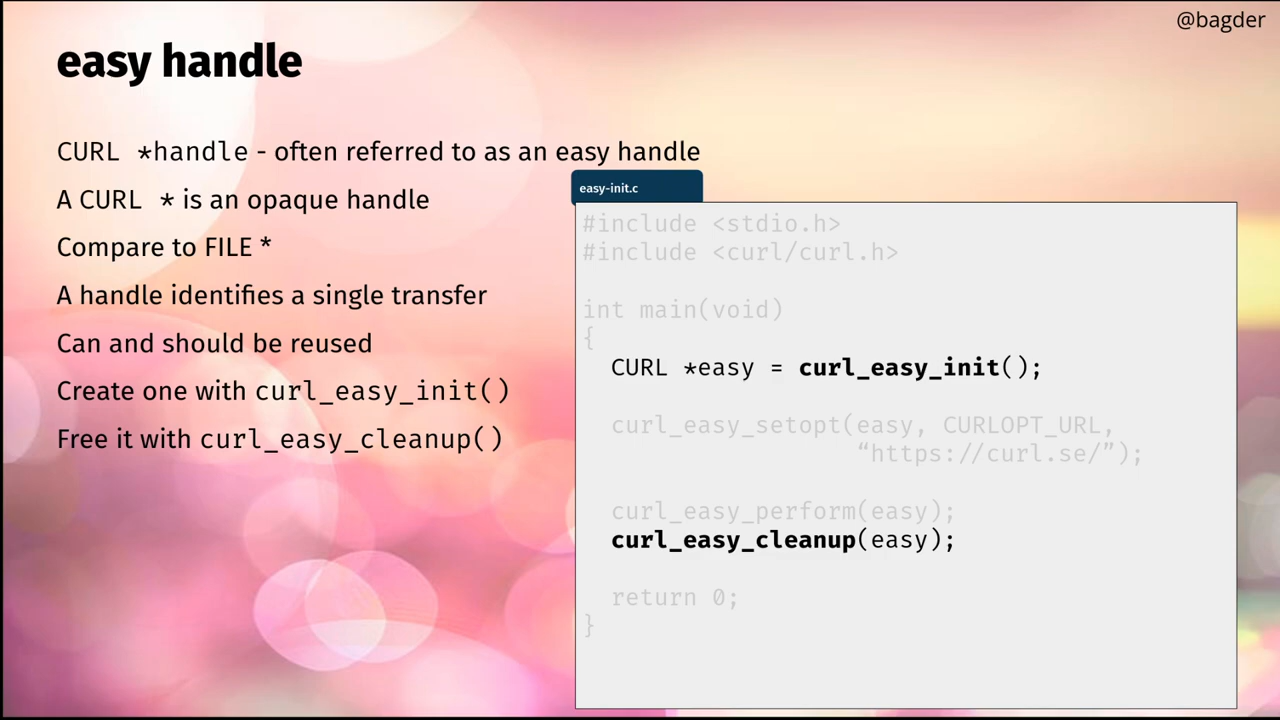 @bagder
easy handle
CURL *handle - often referred to as an easy handle
A CURL * is an opaque handle
Compare to FILE *
A handle identifies a single transfer
Can and should be reused
Create one with curl_easy_init()
Free it with curl_easy_cleanup()
easy-init.c
#include <stdio.h>
#include <curl/curl.h>
int main(void)
{
  CURL *easy = curl_easy_init();
  curl_easy_setopt(easy, CURLOPT_URL,
                   “https://curl.se/”);
  curl_easy_perform(easy);
  curl_easy_cleanup(easy);
  return 0;
}